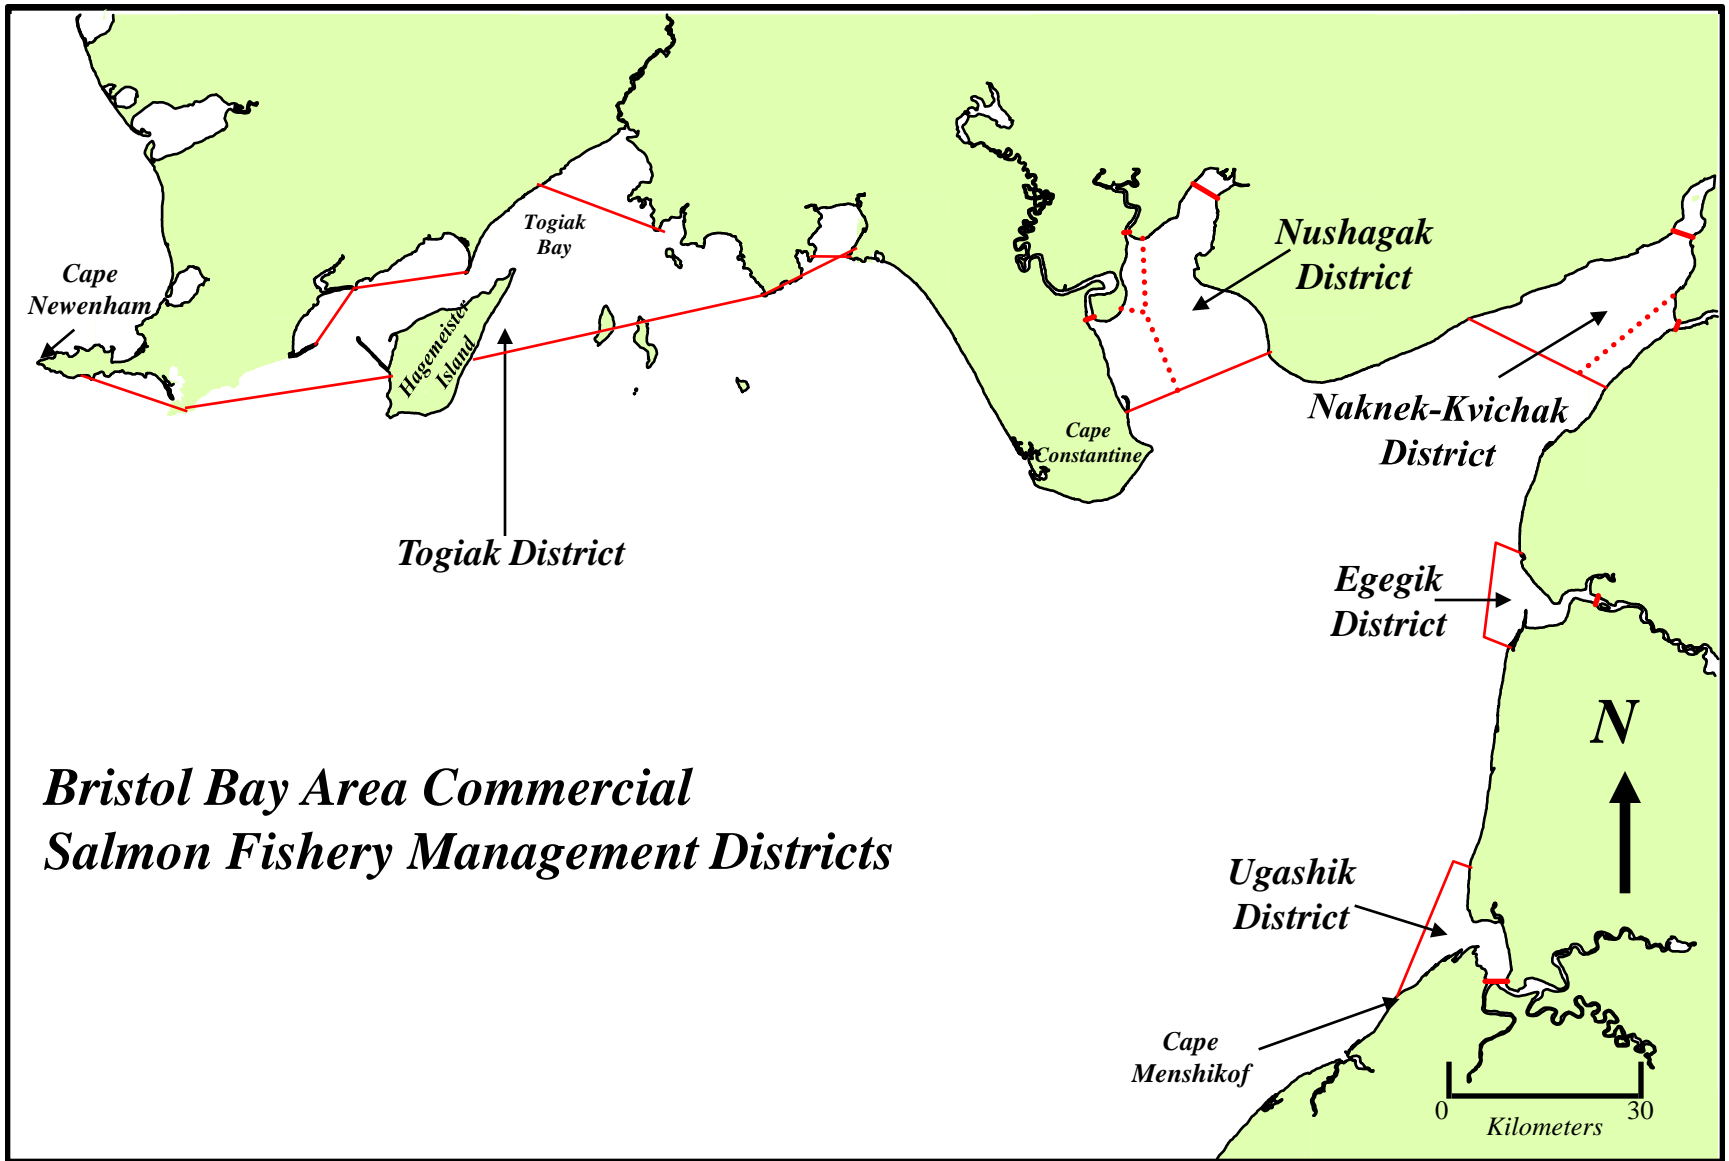 Togiak
Bay
Nushagak
District
Cape
Newenham
Hagemeister
Island
Naknek-Kvichak
District
Cape
Constantine
Togiak District
Egegik
District
N
Bristol Bay Area Commercial
Salmon Fishery Management Districts
Ugashik
District
Cape
Menshikof
0 30
Kilometers